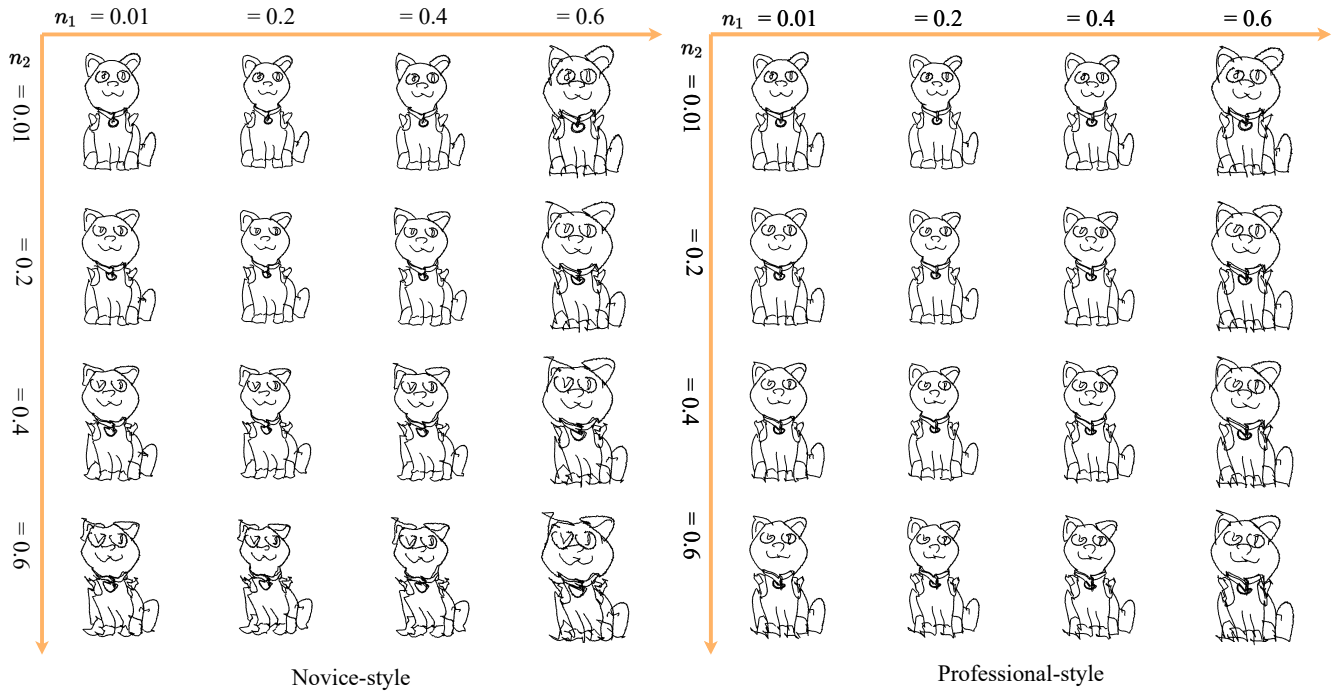 n₁ = 0.01 = 0.2 = 0.4 = 0.6
n₂
= 0.01
= 0.2
= 0.4
= 0.6
Novice-style
n₁ = 0.01 = 0.2 = 0.4 = 0.6
n₂
= 0.01
= 0.2
= 0.4
= 0.6
Professional-style